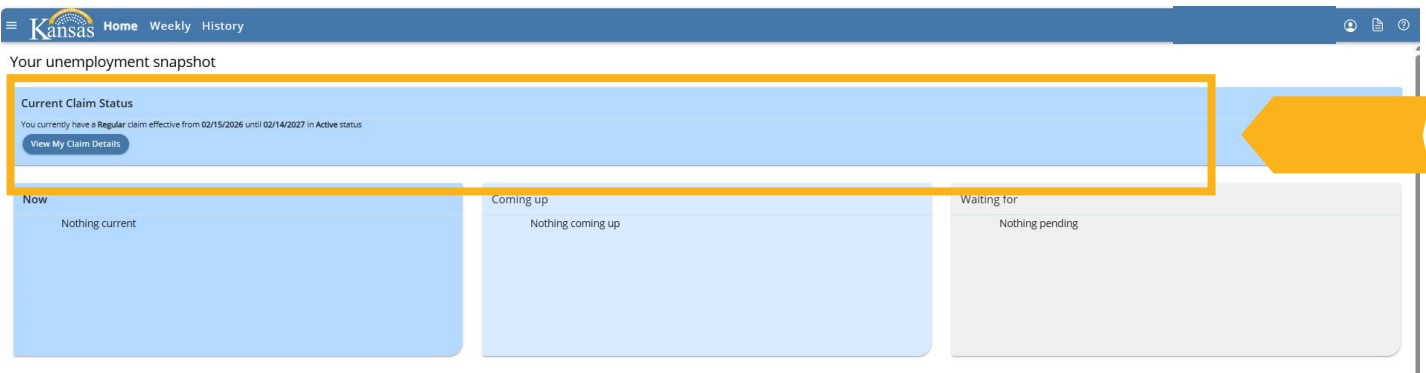 Kansas Home Weekly History
Your unemployment snapshot
Current Claim Status
You currently have a Regular claim effective from 02/15/2026 until 02/14/2027 in Active status
View My Claim Details
Now
Nothing current
Coming up
Nothing coming up
Waiting for
Nothing pending